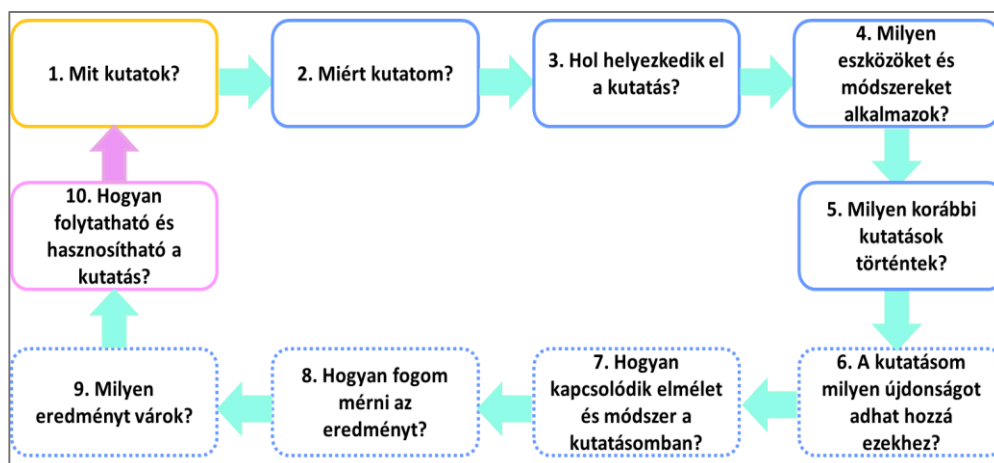 1. Mit kutatok?
2. Miért kutatom?
3. Hol helyezkedik el
a kutatás?
4. Milyen
eszközöket és
módszereket
alkalmazok?
5. Milyen korábbi
kutatások
történtek?
6. A kutatásom
milyen újdonságot
adhat hozzá
ezekhez?
7. Hogyan
kapcsolódik elmélet
és módszer a
kutatásomban?
8. Hogyan fogom
mérni az
eredményt?
9. Milyen
eredményt várok?
10. Hogyan
folytatható és
hasznosítható a
kutatás?